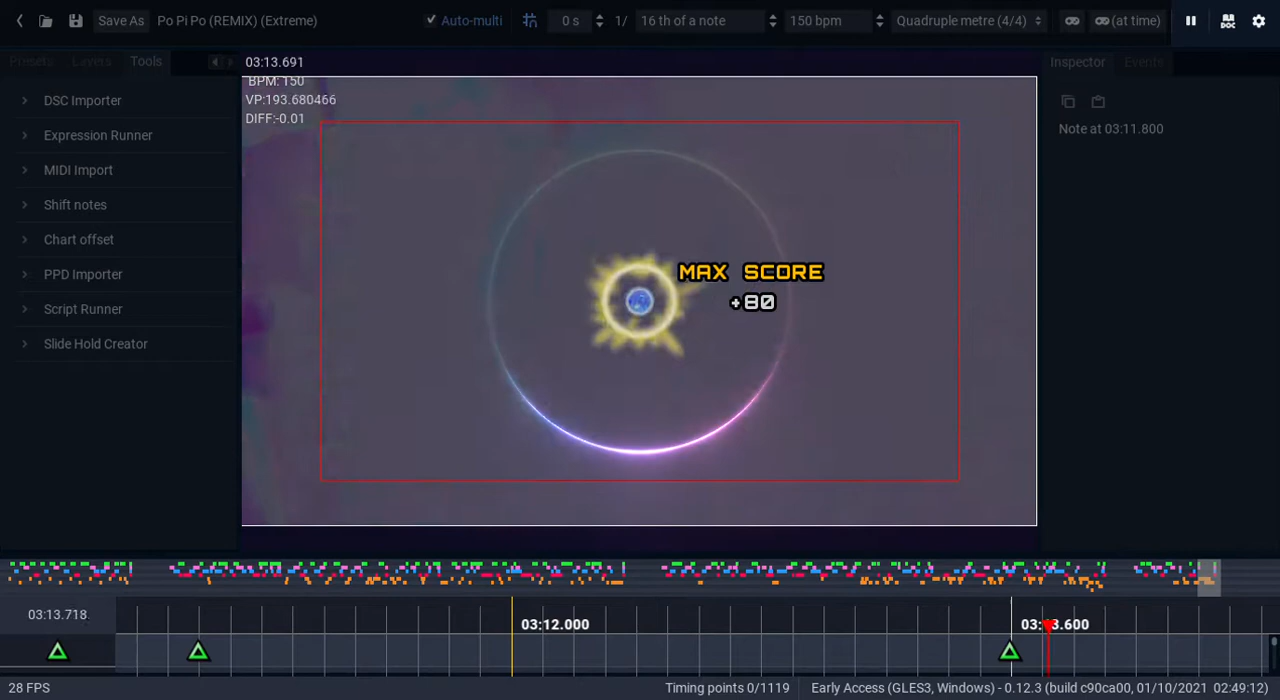 Save As Po Pi Po (REMIX) (Extreme) Auto-multi 0 s 1/ 16 th of a note 150 bpm Quadruple metre (4/4) (at time) DOC
Presets Layers Tools 03:13.691 Inspector Events
BPM: 150
VP:193.680466
DIFF:-0.01
DSC Importer
Expression Runner
MIDI Import
Shift notes
Chart offset
PPD Importer
Script Runner
Slide Hold Creator
Note at 03:11.800
MAX SCORE
+80
03:13.718 03:12.000
28 FPS Timing points 0/1119 Early Access (GLES3, Windows) - 0.12.3 (build c90ca00, 01/10/2021 02:49:12)